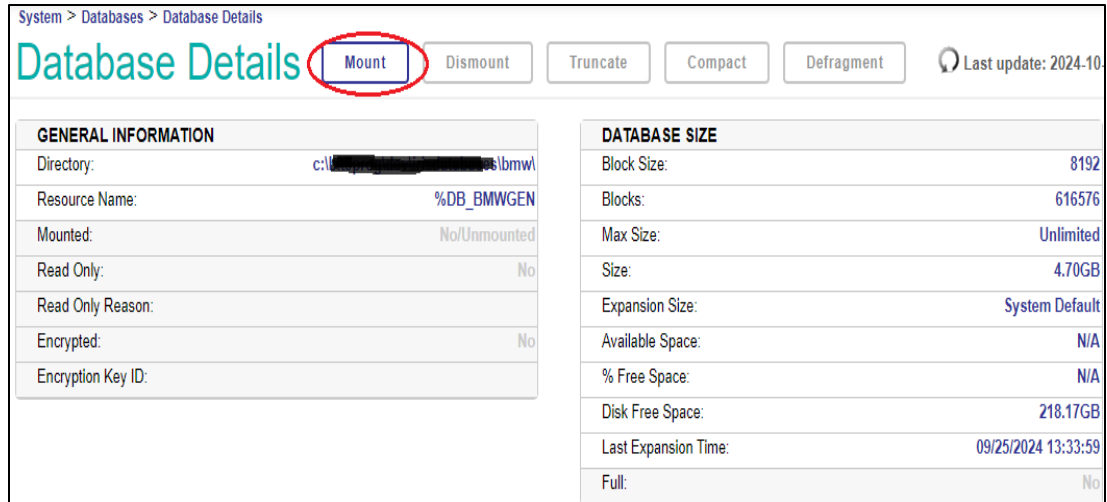 System > Databases > Database Details
Database Details Mount Dismount Truncate Compact Defragment Last update: 2024-10-
GENERAL INFORMATION
Directory: c:\ s\bmw\
Resource Name: %DB_BMWGEN
Mounted: No/Unmounted
Read Only: No
Read Only Reason:
Encrypted: No
Encryption Key ID:
DATABASE SIZE
Block Size: 8192
Blocks: 616576
Max Size: Unlimited
Size: 4.70GB
Expansion Size: System Default
Available Space: N/A
% Free Space: N/A
Disk Free Space: 218.17GB
Last Expansion Time: 09/25/2024 13:33:59
Full: No